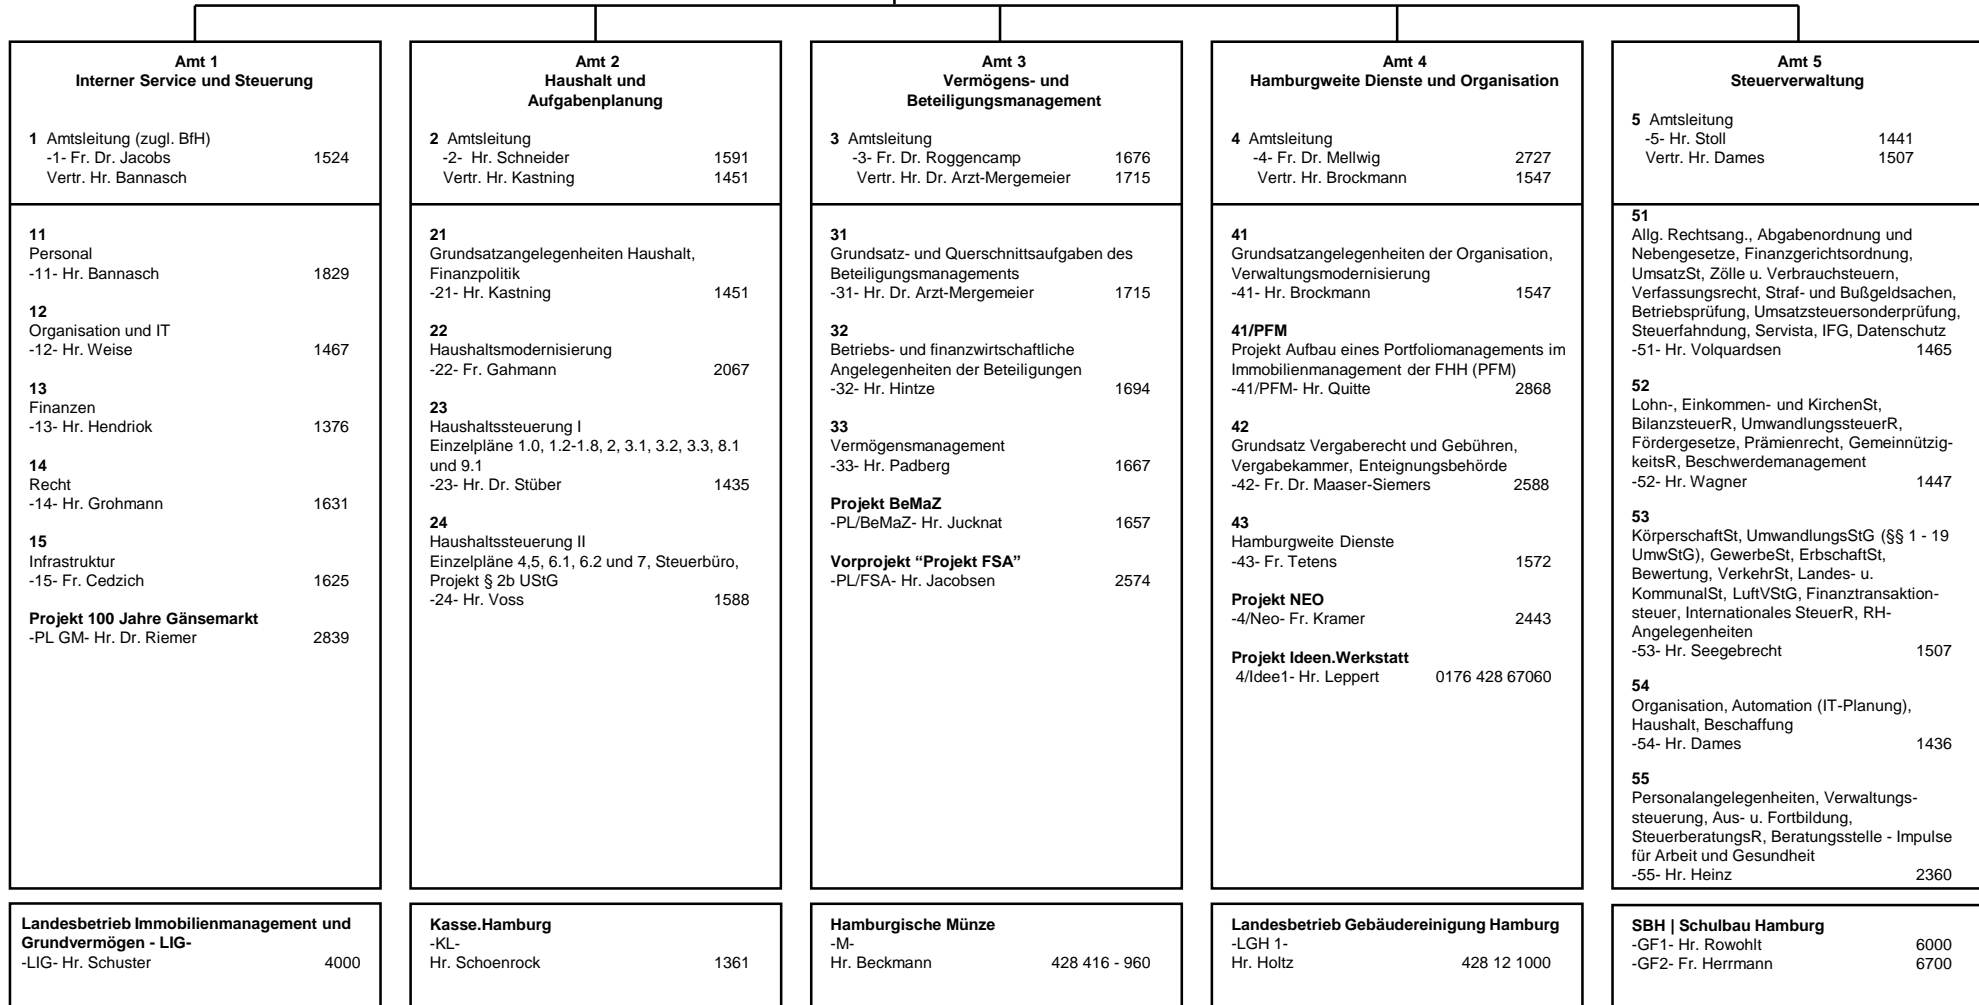 Amt 1
Interner Service und Steuerung
1 Amtsleitung (zugl. BfH)
-1- Fr. Dr. Jacobs 1524
Vertr. Hr. Bannasch
11
Personal
-11- Hr. Bannasch 1829
12
Organisation und IT
-12- Hr. Weise 1467
13
Finanzen
-13- Hr. Hendriok 1376
14
Recht
-14- Hr. Grohmann 1631
15
Infrastruktur
-15- Fr. Cedzich 1625
Projekt 100 Jahre Gänsemarkt
-PL GM- Hr. Dr. Riemer 2839
Landesbetrieb Immobilienmanagement und
Grundvermögen - LIG-
-LIG- Hr. Schuster 4000
Amt 2
Haushalt und
Aufgabenplanung
2 Amtsleitung
-2- Hr. Schneider 1591
Vertr. Hr. Kastning 1451
21
Grundsatzangelegenheiten Haushalt,
Finanzpolitik
-21- Hr. Kastning 1451
22
Haushaltsmodernisierung
-22- Fr. Gahmann 2067
23
Haushaltssteuerung I
Einzelpläne 1.0, 1.2-1.8, 2, 3.1, 3.2, 3.3, 8.1
und 9.1
-23- Hr. Dr. Stüber 1435
24
Haushaltssteuerung II
Einzelpläne 4,5, 6.1, 6.2 und 7, Steuerbüro,
Projekt § 2b UStG
-24- Hr. Voss 1588
Kasse.Hamburg
-KL-
Hr. Schoenrock 1361
Amt 3
Vermögens- und
Beteiligungsmanagement
3 Amtsleitung
-3- Fr. Dr. Roggencamp 1676
Vertr. Hr. Dr. Arzt-Mergemeier 1715
31
Grundsatz- und Querschnittsaufgaben des
Beteiligungsmanagements
-31- Hr. Dr. Arzt-Mergemeier 1715
32
Betriebs- und finanzwirtschaftliche
Angelegenheiten der Beteiligungen
-32- Hr. Hintze 1694
33
Vermögensmanagement
-33- Hr. Padberg 1667
Projekt BeMaZ
-PL/BeMaZ- Hr. Jucknat 1657
Vorprojekt “Projekt FSA”
-PL/FSA- Hr. Jacobsen 2574
Hamburgische Münze
-M-
Hr. Beckmann 428 416 - 960
Amt 4
Hamburgweite Dienste und Organisation
4 Amtsleitung
-4- Fr. Dr. Mellwig 2727
Vertr. Hr. Brockmann 1547
41
Grundsatzangelegenheiten der Organisation,
Verwaltungsmodernisierung
-41- Hr. Brockmann 1547
41/PFM
Projekt Aufbau eines Portfoliomanagements im
Immobilienmanagement der FHH (PFM)
-41/PFM- Hr. Quitte 2868
42
Grundsatz Vergaberecht und Gebühren,
Vergabekammer, Enteignungsbehörde
-42- Fr. Dr. Maaser-Siemers 2588
43
Hamburgweite Dienste
-43- Fr. Tetens 1572
Projekt NEO
-4/Neo- Fr. Kramer 2443
Projekt Ideen.Werkstatt
4/Idee1- Hr. Leppert 0176 428 67060
Landesbetrieb Gebäudereinigung Hamburg
-LGH 1-
Hr. Holtz 428 12 1000
Amt 5
Steuerverwaltung
5 Amtsleitung
-5- Hr. Stoll 1441
Vertr. Hr. Dames 1507
51
Allg. Rechtsang., Abgabenordnung und
Nebengesetze, Finanzgerichtsordnung,
UmsatzSt, Zölle u. Verbrauchsteuern,
Verfassungsrecht, Straf- und Bußgeldsachen,
Betriebsprüfung, Umsatzsteuersonderprüfung,
Steuerfahndung, Servista, IFG, Datenschutz
-51- Hr. Volquardsen 1465
52
Lohn-, Einkommen- und KirchenSt,
BilanzsteuerR, UmwandlungssteuerR,
Fördergesetze, Prämienrecht, Gemeinnützig-
keitsR, Beschwerdemanagement
-52- Hr. Wagner 1447
53
KörperschaftSt, UmwandlungsStG (§§ 1 - 19
UmwStG), GewerbeSt, ErbschaftSt,
Bewertung, VerkehrSt, Landes- u.
KommunalSt, LuftVStG, Finanztransaktion-
steuer, Internationales SteuerR, RH-
Angelegenheiten
-53- Hr. Seegebrecht 1507
54
Organisation, Automation (IT-Planung),
Haushalt, Beschaffung
-54- Hr. Dames 1436
55
Personalangelegenheiten, Verwaltungs-
steuerung, Aus- u. Fortbildung,
SteuerberatungsR, Beratungsstelle - Impulse
für Arbeit und Gesundheit
-55- Hr. Heinz 2360
SBH | Schulbau Hamburg
-GF1- Hr. Rowohlt 6000
-GF2- Fr. Herrmann 6700